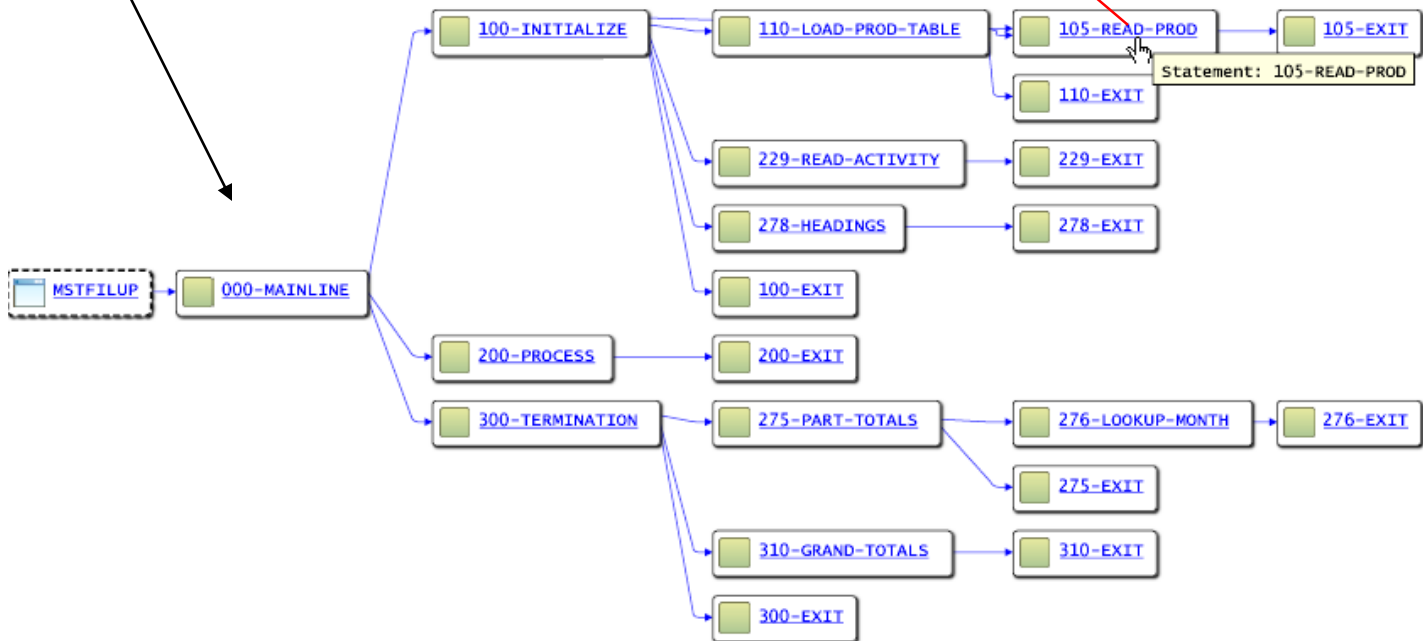 100-INITIALIZE
110-LOAD-PROD-TABLE
105-READ-PROD
105-EXIT
Statement: 105-READ-PROD
110-EXIT
229-READ-ACTIVITY
229-EXIT
278-HEADINGS
278-EXIT
MSTFILUP
000-MAINLINE
100-EXIT
200-PROCESS
200-EXIT
300-TERMINATION
275-PART-TOTALS
276-LOOKUP-MONTH
276-EXIT
275-EXIT
310-GRAND-TOTALS
310-EXIT
300-EXIT